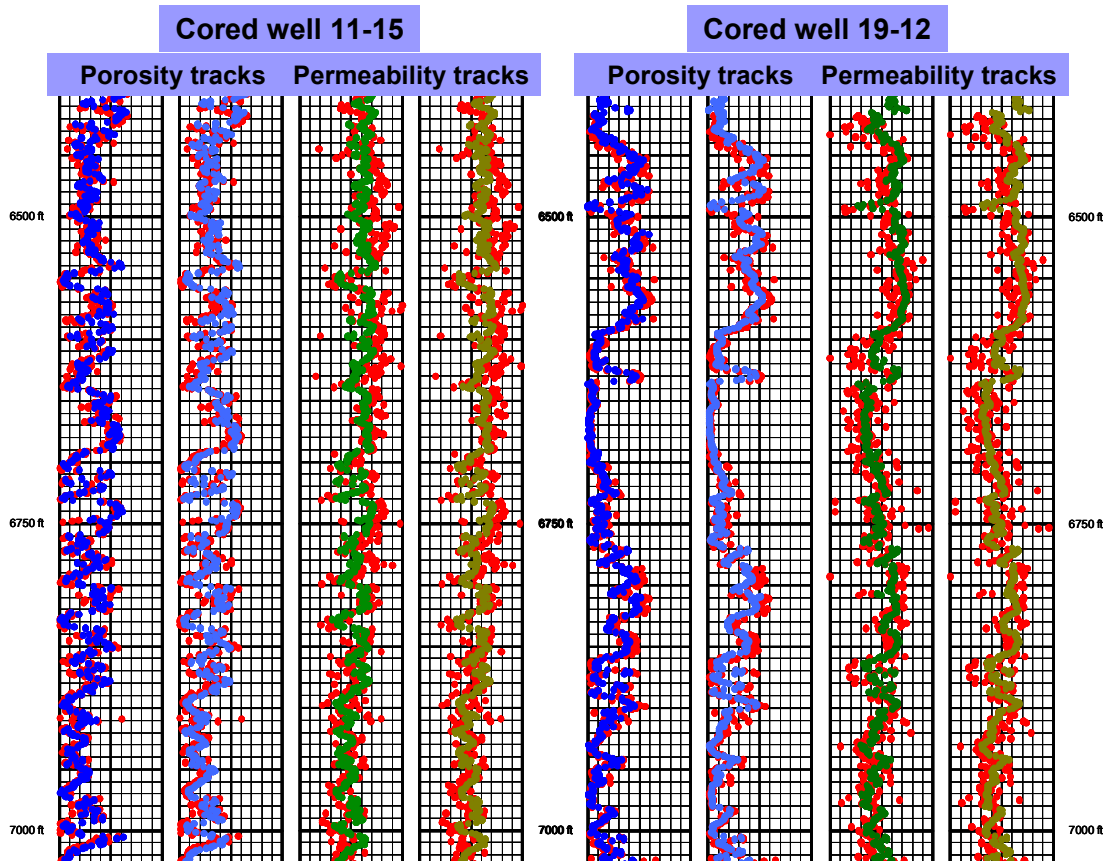 Cored well 11-15
Cored well 19-12
Porosity tracks
Permeability tracks
Porosity tracks
Permeability tracks
6500 ft
6500 ft
6500 ft
6750 ft
6750 ft
6750 ft
7000 ft
7000 ft
7000 ft